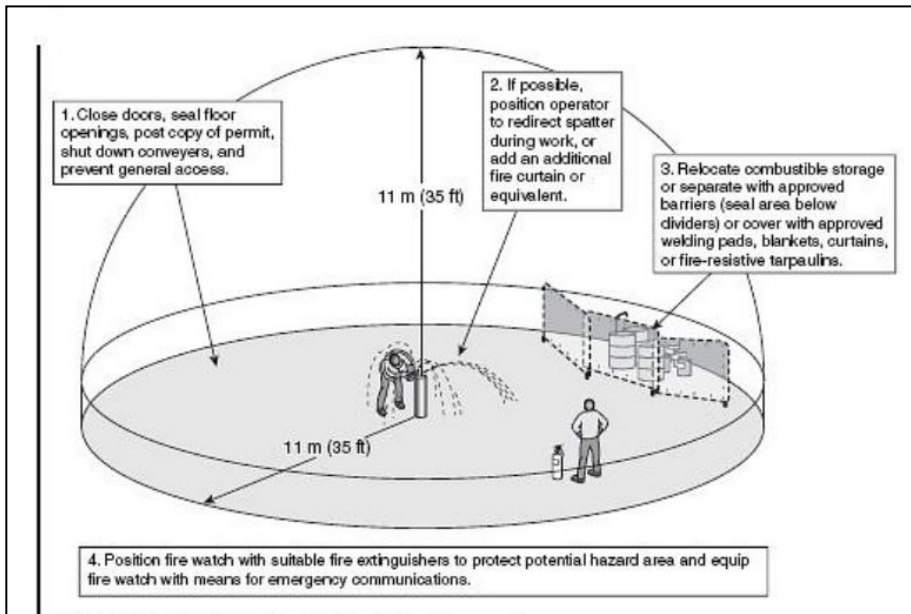 1. Close doors, seal floor
openings, post copy of permit,
shut down conveyers, and
prevent general access.
2. If possible,
position operator
to redirect spatter
during work, or
add an additional
fire curtain or
equivalent.
3. Relocate combustible storage
or separate with approved
barriers (seal area below
dividers) or cover with approved
welding pads, blankets, curtains,
or fire-resistive tarpaulins.
11 m (35 ft)
11 m (35 ft)
4. Position fire watch with suitable fire extinguishers to protect potential hazard area and equip
fire watch with means for emergency communications.